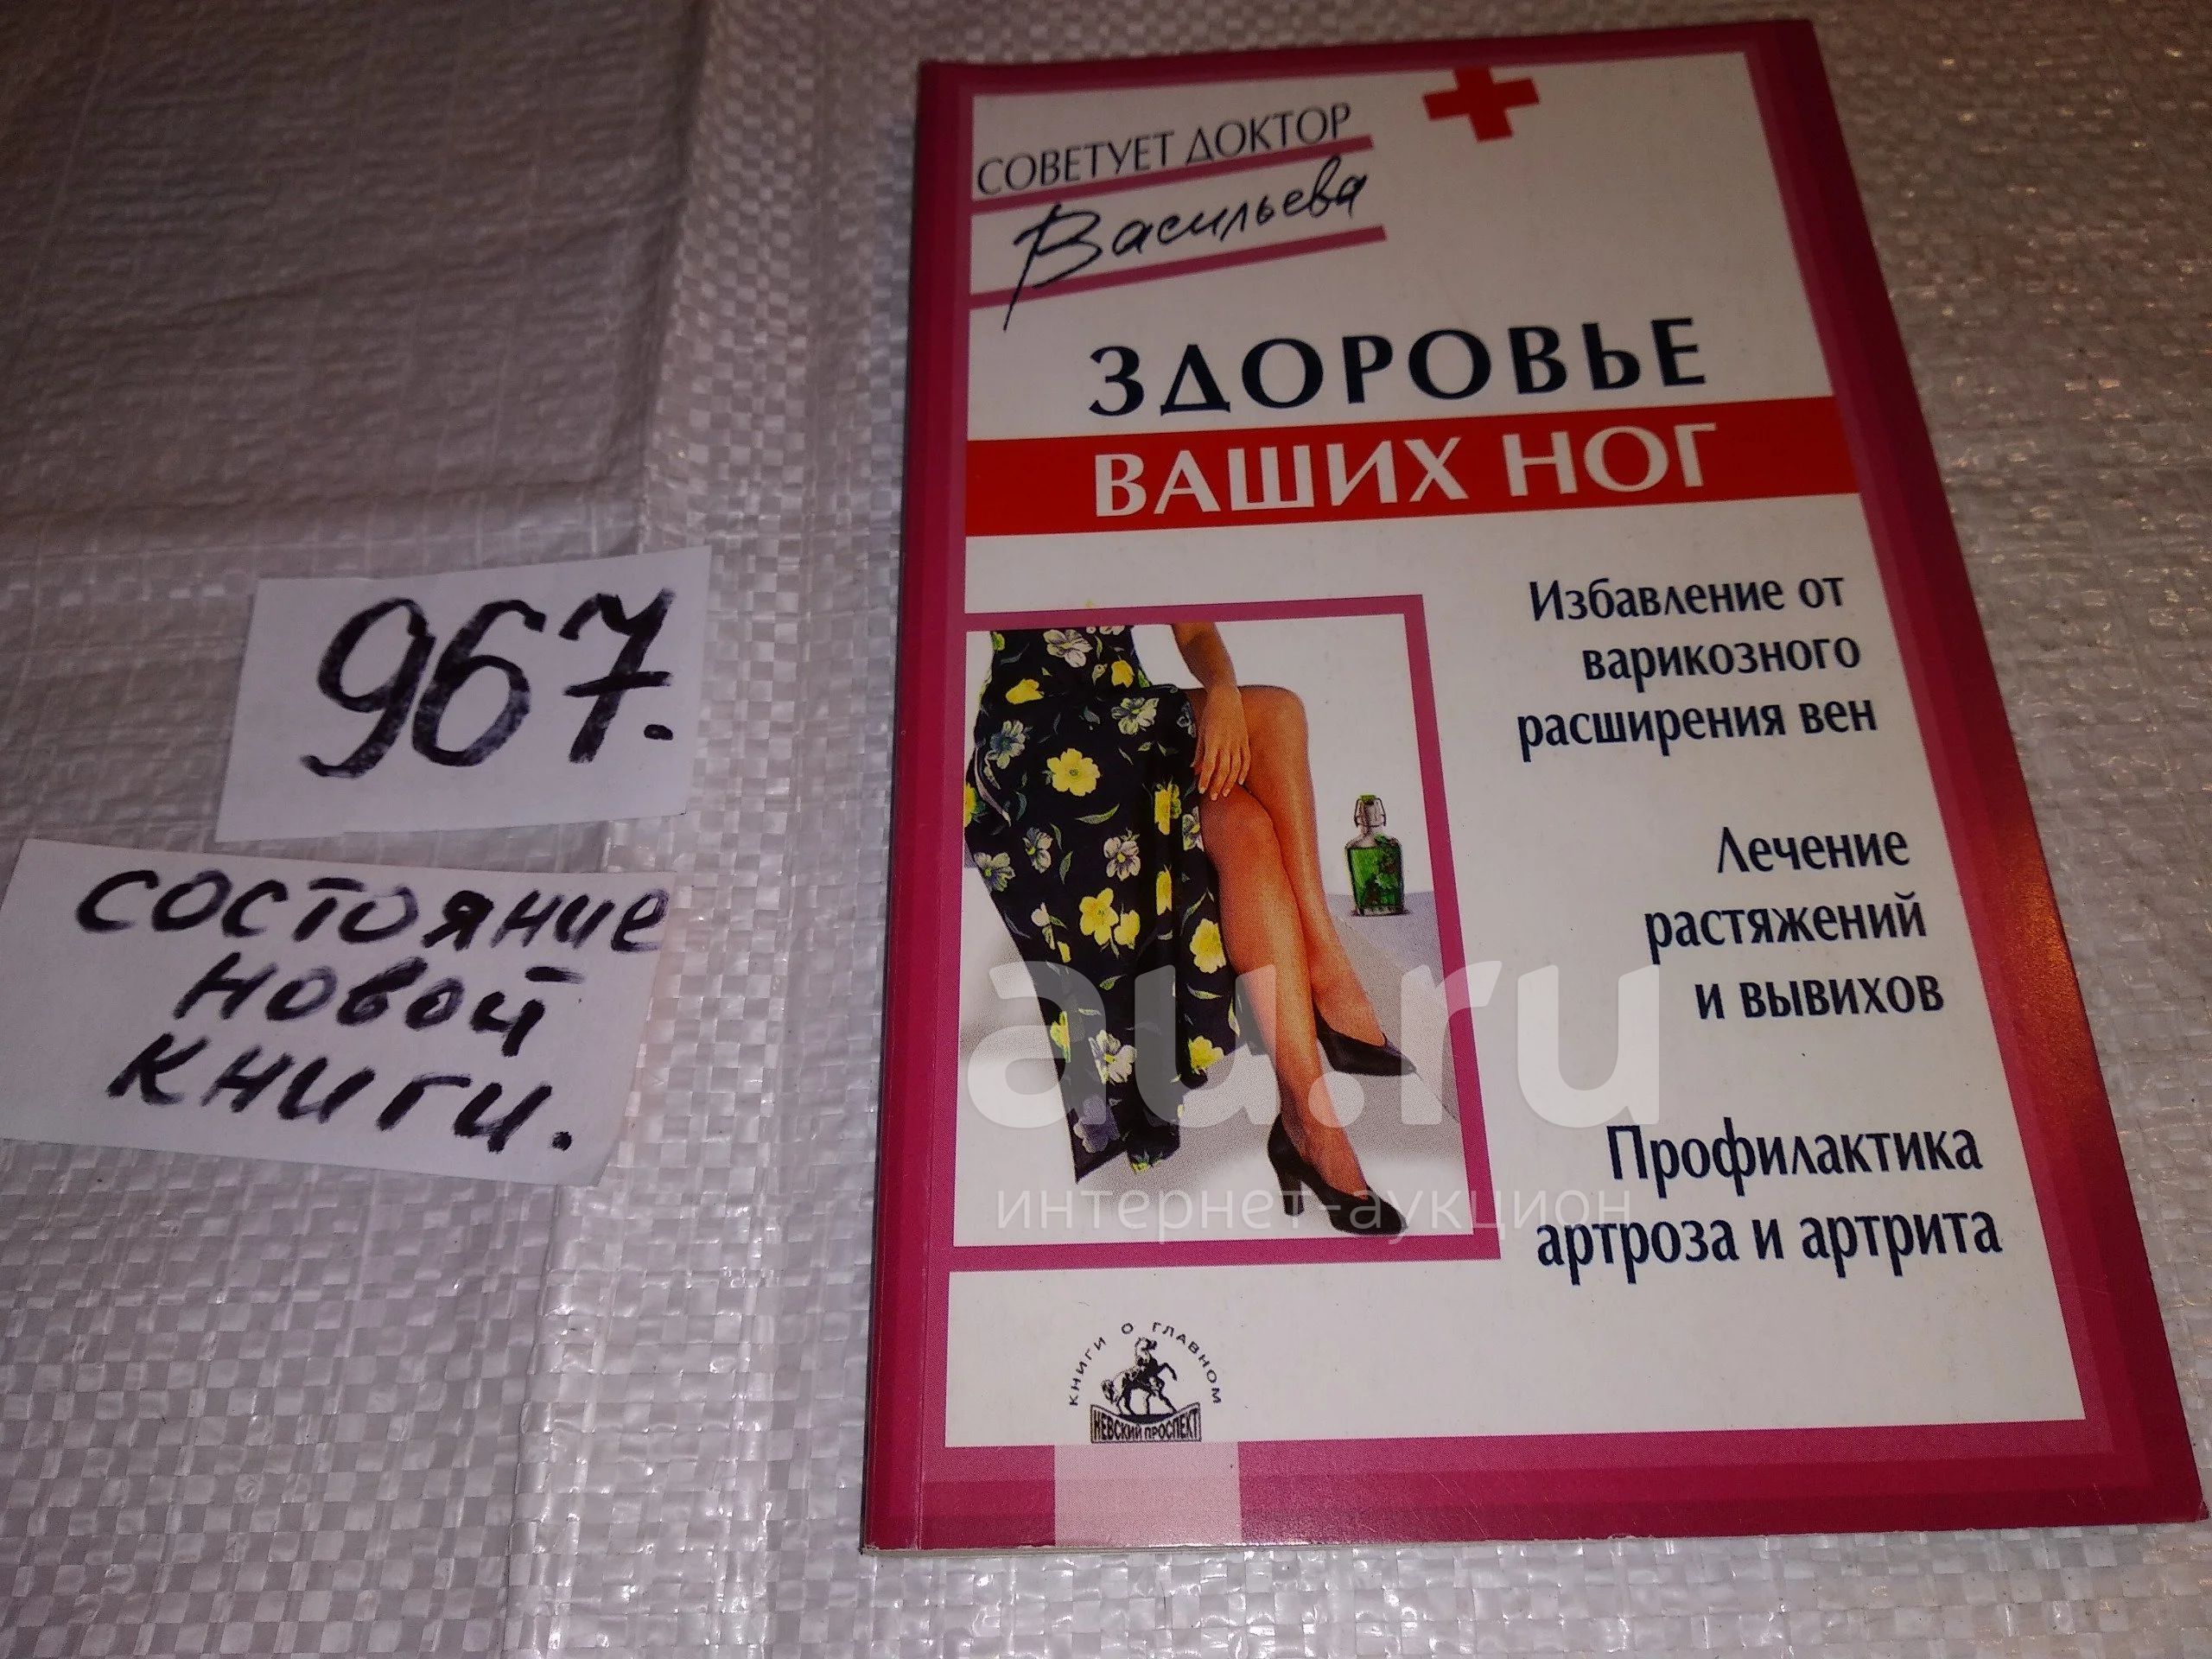 967.
состояние
новой
книги.
СОВЕТУЕТ ДОКТОР
Васильева
ЗДОРОВЬЕ
ВАШИХ НОГ
Избавление от
варикозного
расширения вен
Лечение
растяжений
и вывихов
Профилактика
артроза и артрита
au.ru
интернет-аукцион
КНИГИ О ГЛАВНОМ
НЕВСКИЙ ПРОСПЕКТ